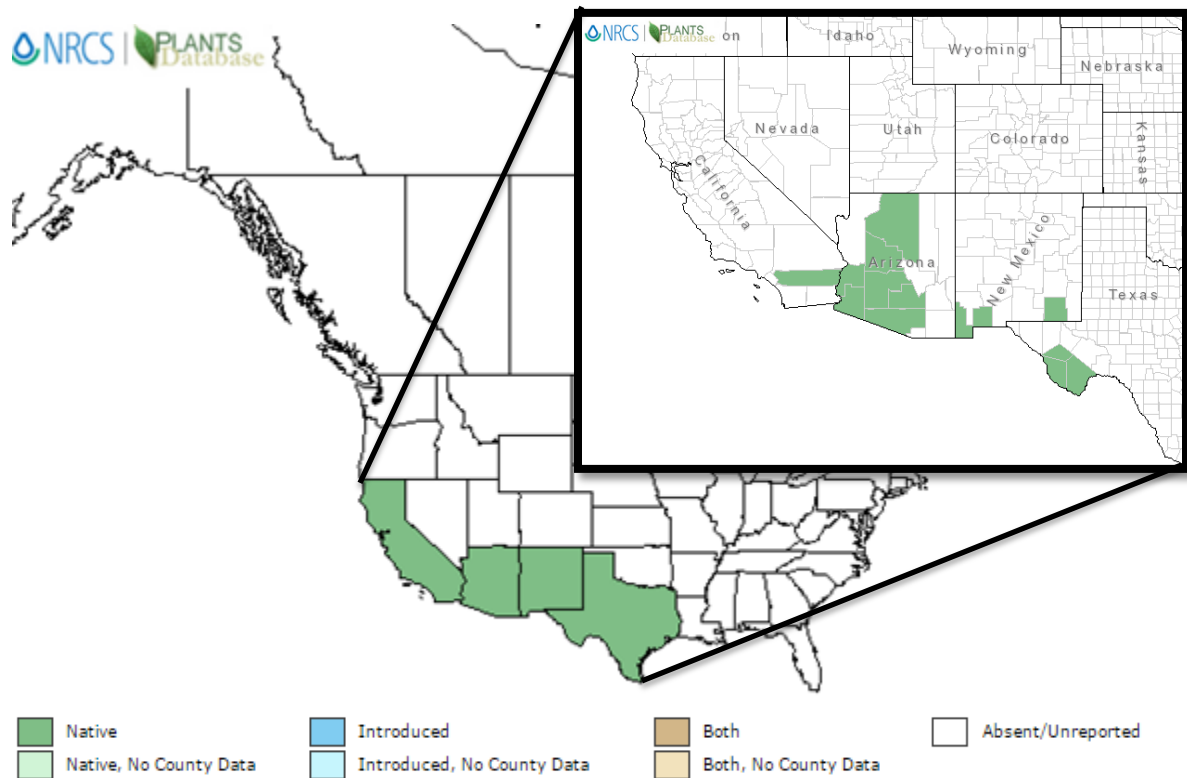 NRCS | PLANTS
Database
NRCS | PLANTS
Database
on
Idaho
Wyoming
Nebraska
Nevada
Utah
Colorado
Kansas
California
Arizona
New Mexico
Texas
Native
Introduced
Both
Absent/Unreported
Native, No County Data
Introduced, No County Data
Both, No County Data